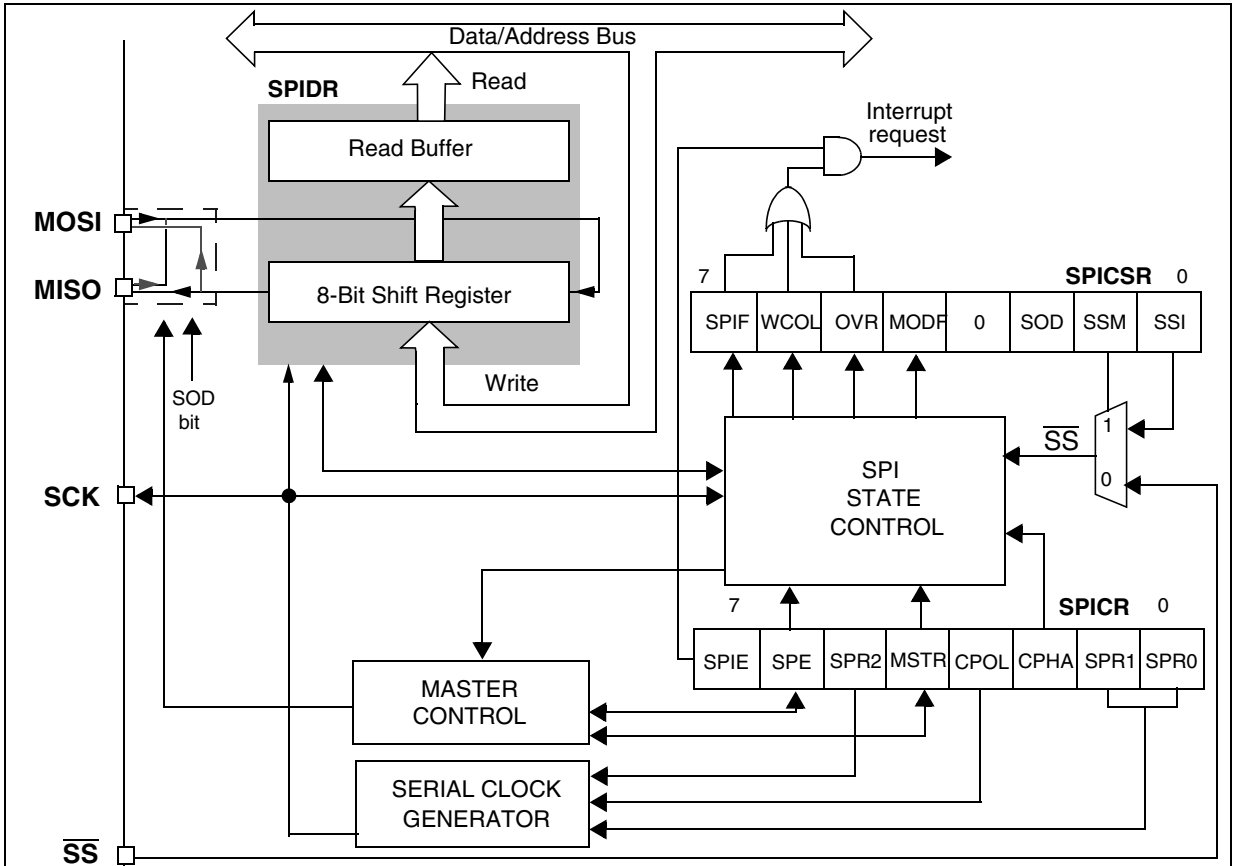 Data/Address Bus
SPIDR
Read
Read Buffer
Interrupt
request
MOSI
MISO
8-Bit Shift Register
Write
SOD
bit
7 SPICSR 0
SPIF WCOL OVR MODF 0 SOD SSM SSI
SS
1
0
SCK
SPI
STATE
CONTROL
7 SPICR 0
SPIE SPE SPR2 MSTR CPOL CPHA SPR1 SPR0
MASTER
CONTROL
SERIAL CLOCK
GENERATOR
SS